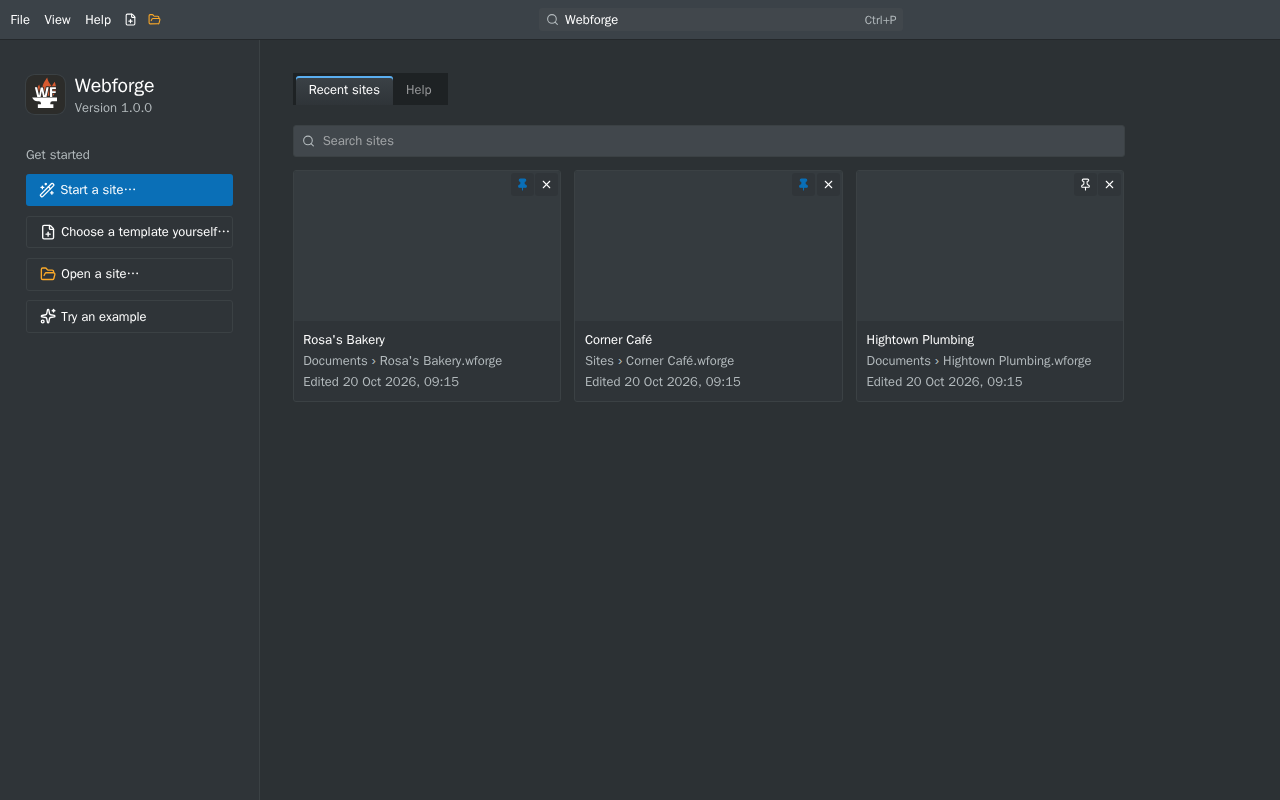 File View Help
Webforge Ctrl+P
WF
Webforge
Version 1.0.0
Get started
Start a site···
Choose a template yourself···
Open a site···
Try an example
Recent sites Help
Search sites
Rosa's Bakery
Documents › Rosa's Bakery.wforge
Edited 20 Oct 2026, 09:15
Corner Café
Sites › Corner Café.wforge
Edited 20 Oct 2026, 09:15
Hightown Plumbing
Documents › Hightown Plumbing.wforge
Edited 20 Oct 2026, 09:15